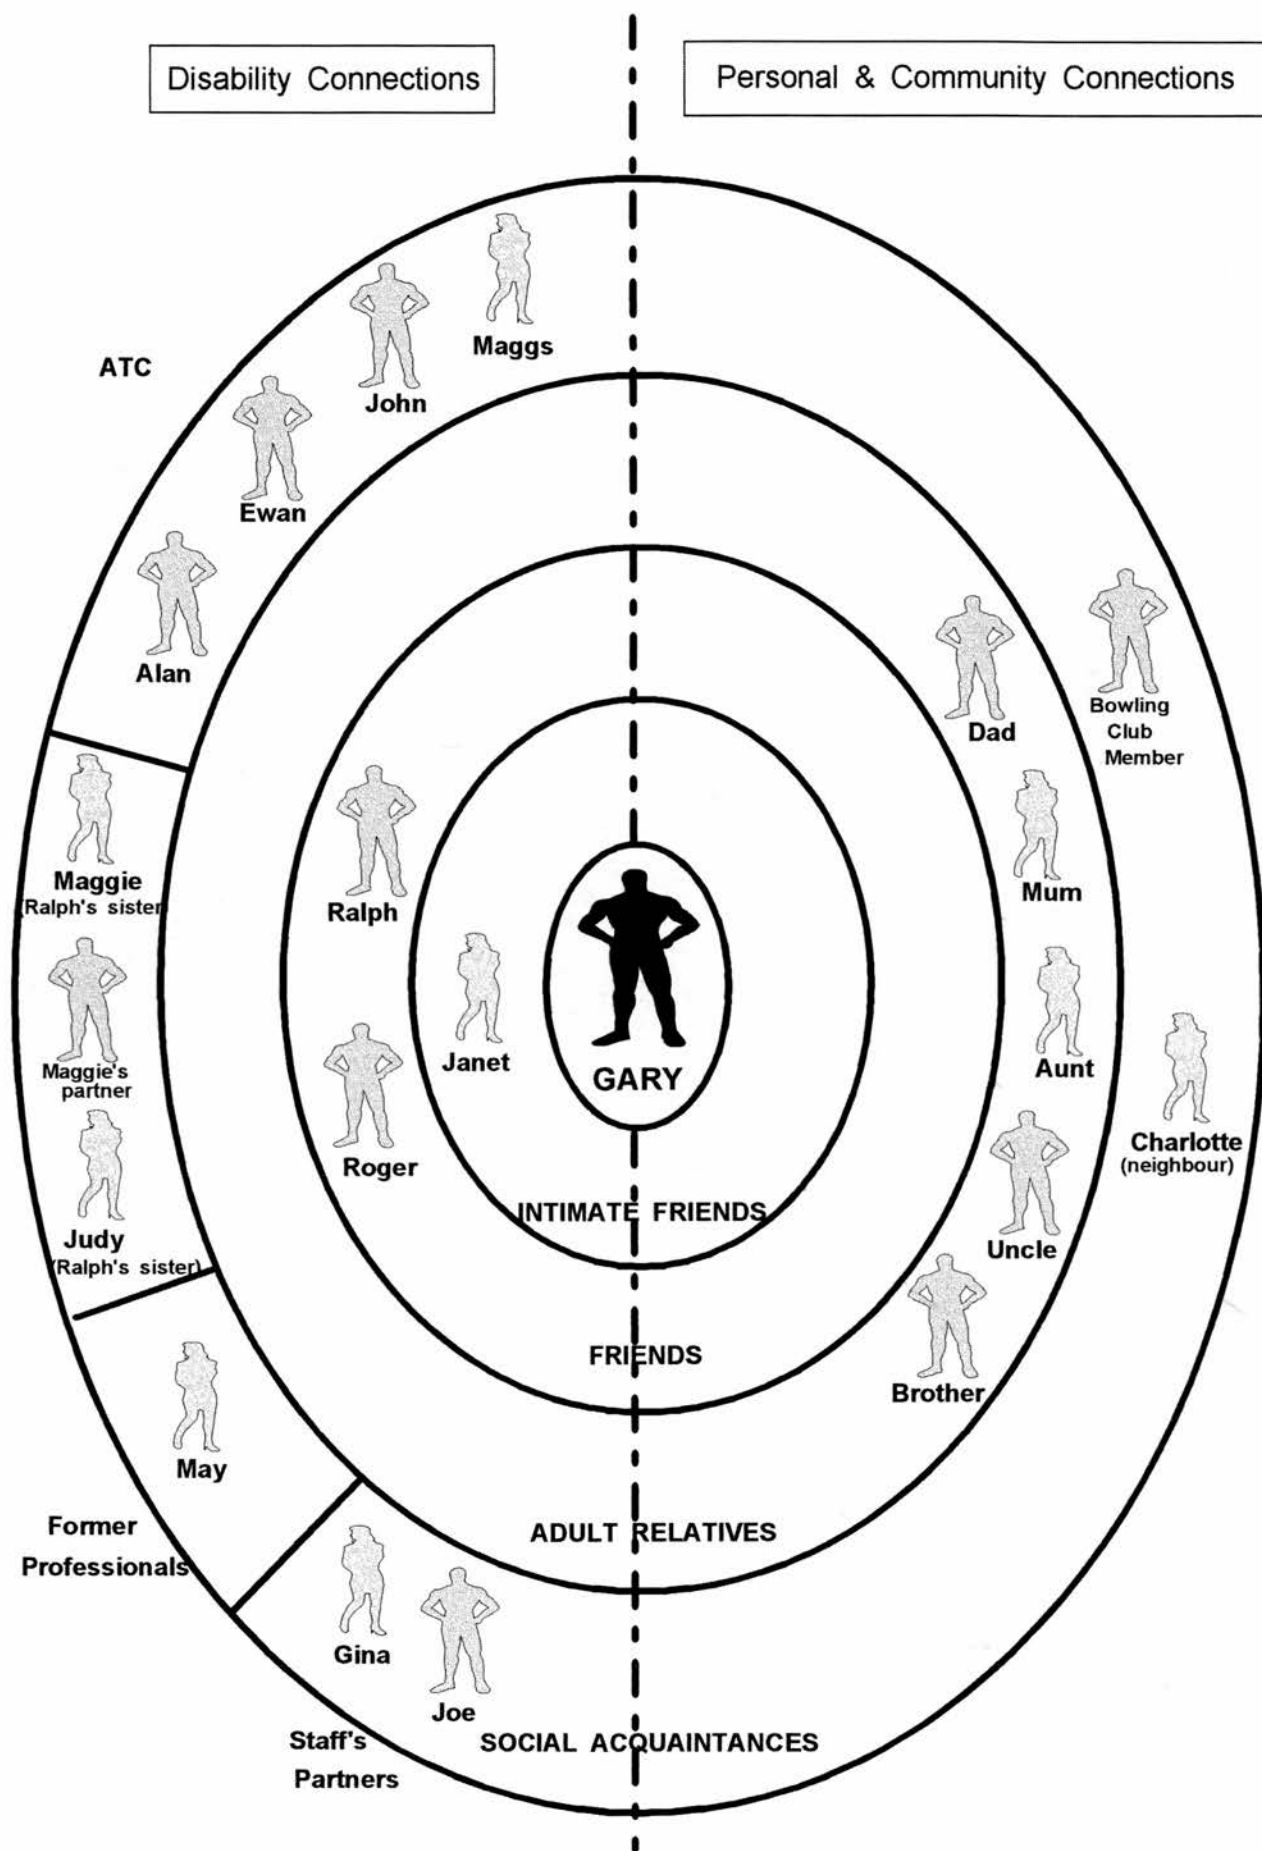 Disability Connections
Personal & Community Connections
Maggs
ATC
John
Ewan
Alan
Bowling
Club
Member
Dad
Maggie
(Ralph's sister)
Mum
Ralph
Maggie's
partner
Janet
GARY
Aunt
Charlotte
(neighbour)
Roger
Judy
(Ralph's sister)
INTIMATE FRIENDS
Uncle
FRIENDS
Brother
May
Former
Professionals
ADULT RELATIVES
Gina
Joe
Staff's
Partners
SOCIAL ACQUAINTANCES